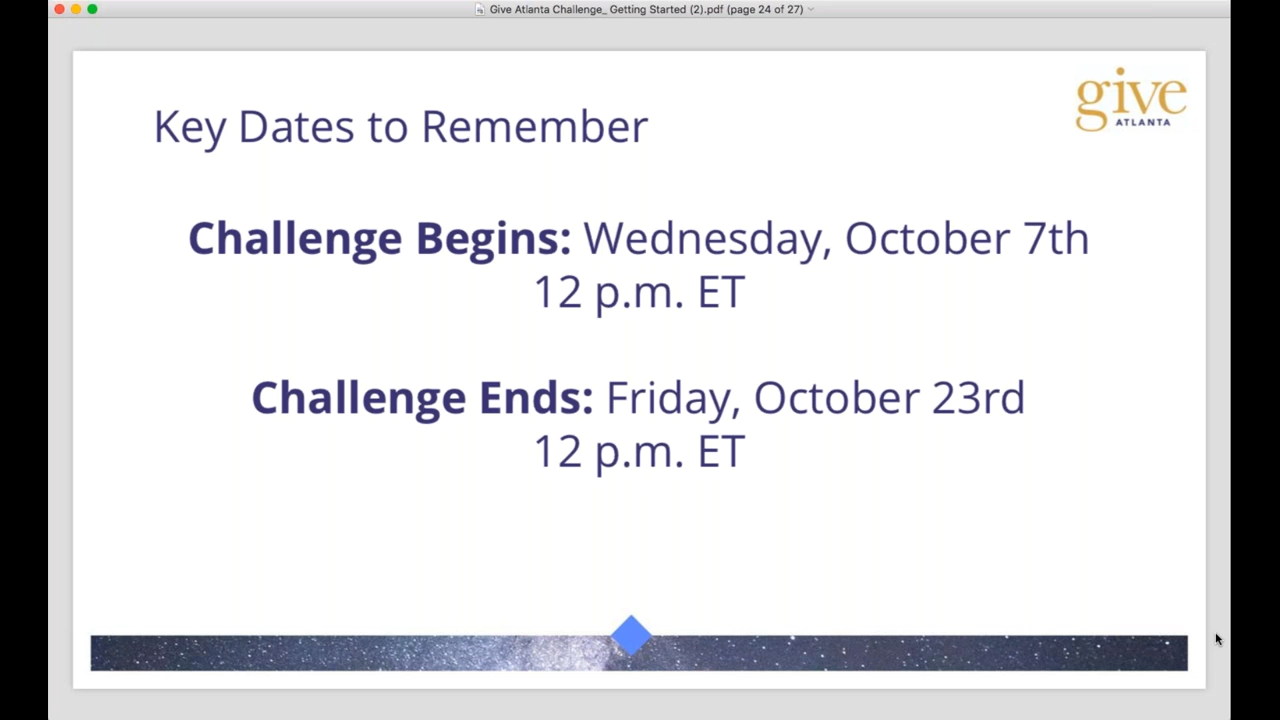 Give Atlanta Challenge_ Getting Started (2).pdf (page 24 of 27)
give
ATLANTA
Key Dates to Remember
Challenge Begins: Wednesday, October 7th
12 p.m. ET
Challenge Ends: Friday, October 23rd
12 p.m. ET